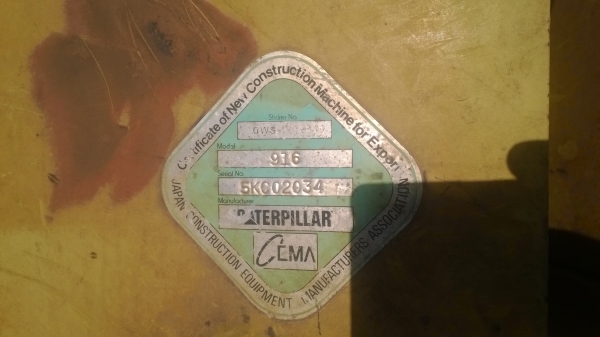 Certificate of New Construction Machine for Export
Model
916
Serial No.
Manufacturer
CATERPILLAR
CEMA
JAPAN CONSTRUCTION EQUIPMENT MANUFACTURERS ASSOCIATION